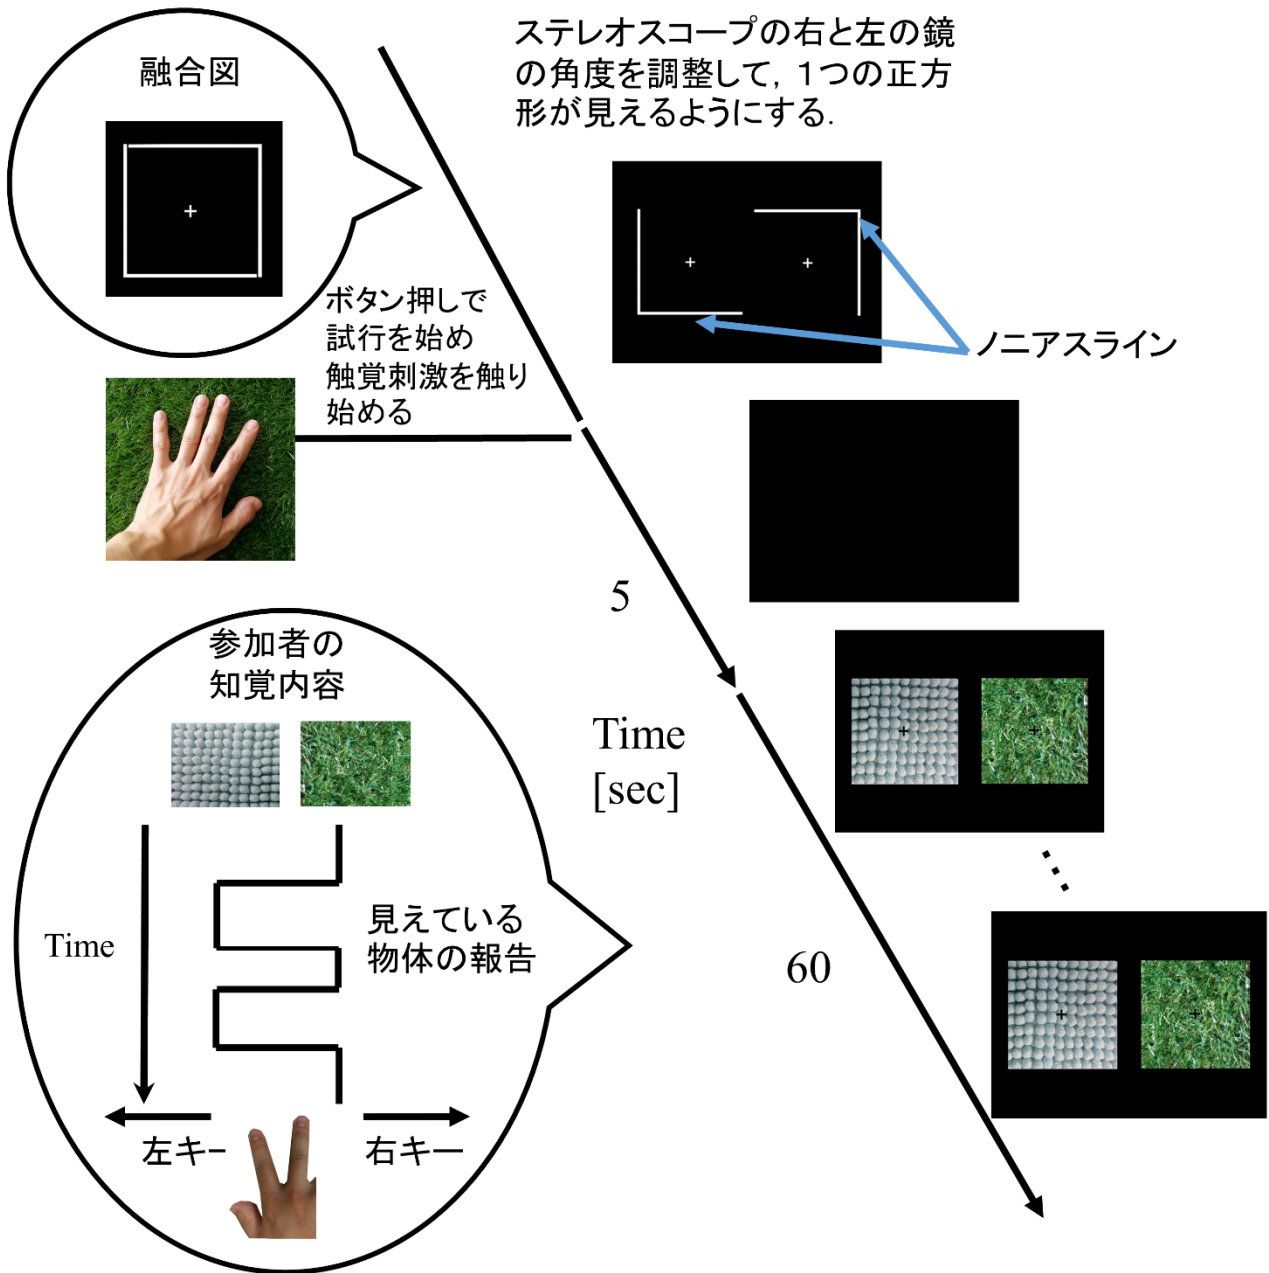 融合図
ステレオスコープの右と左の鏡
の角度を調整して，１つの正方
形が見えるようにする．
ノニアスライン
ボタン押しで
試行を始め
触覚刺激を触り
始める
5
参加者の
知覚内容
Time
[sec]
Time
見えている
物体の報告
60
左キー
右キー